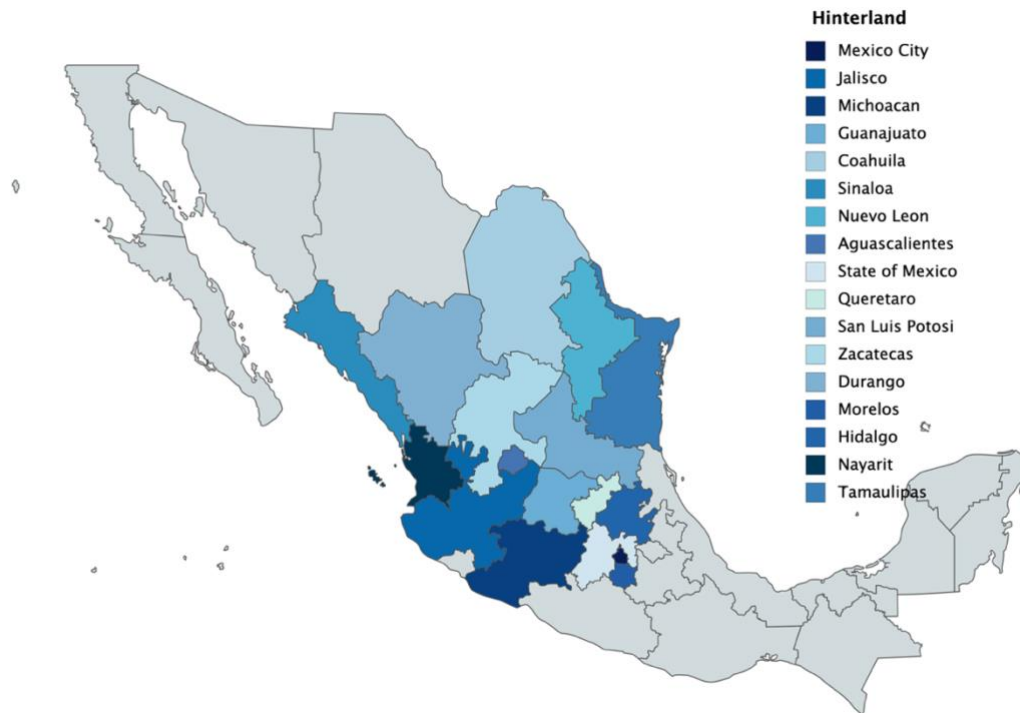 Hinterland
Mexico City
Jalisco
Michoacan
Guanajuato
Coahuila
Sinaloa
Nuevo Leon
Aguascalientes
State of Mexico
Queretaro
San Luis Potosi
Zacatecas
Durango
Morelos
Hidalgo
Nayarit
Tamaulipas